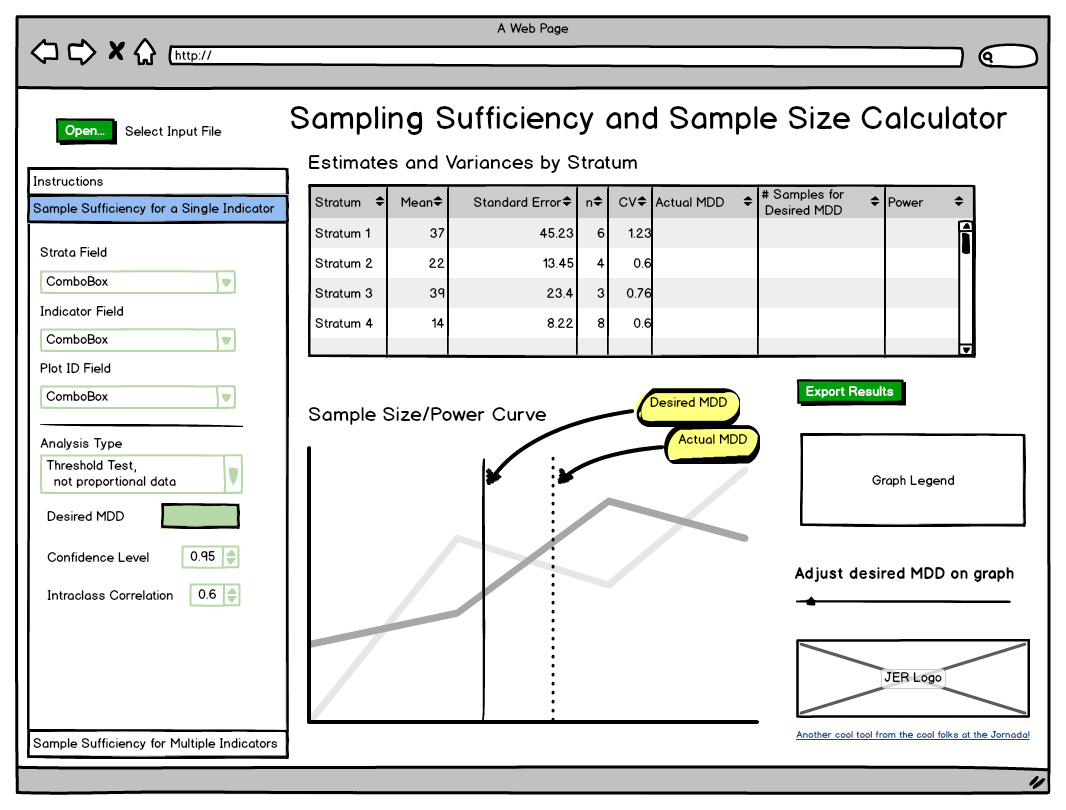 A Web Page
http://
Open...
Select Input File
Sampling Sufficiency and Sample Size Calculator
Instructions
Sample Sufficiency for a Single Indicator
Strata Field
ComboBox
Indicator Field
ComboBox
Plot ID Field
ComboBox
Analysis Type
Threshold Test,
not proportional data
Desired MDD
Confidence Level 0.95
Intraclass Correlation 0.6
Sample Sufficiency for Multiple Indicators
Estimates and Variances by Stratum
Stratum Mean Standard Error n CV Actual MDD # Samples for Desired MDD Power
Stratum 1 37 45.23 6 1.23
Stratum 2 22 13.45 4 0.6
Stratum 3 39 23.4 3 0.76
Stratum 4 14 8.22 8 0.6
Sample Size/Power Curve
Desired MDD
Actual MDD
Export Results
Graph Legend
Adjust desired MDD on graph
JER Logo
Another cool tool from the cool folks at the Jornada!